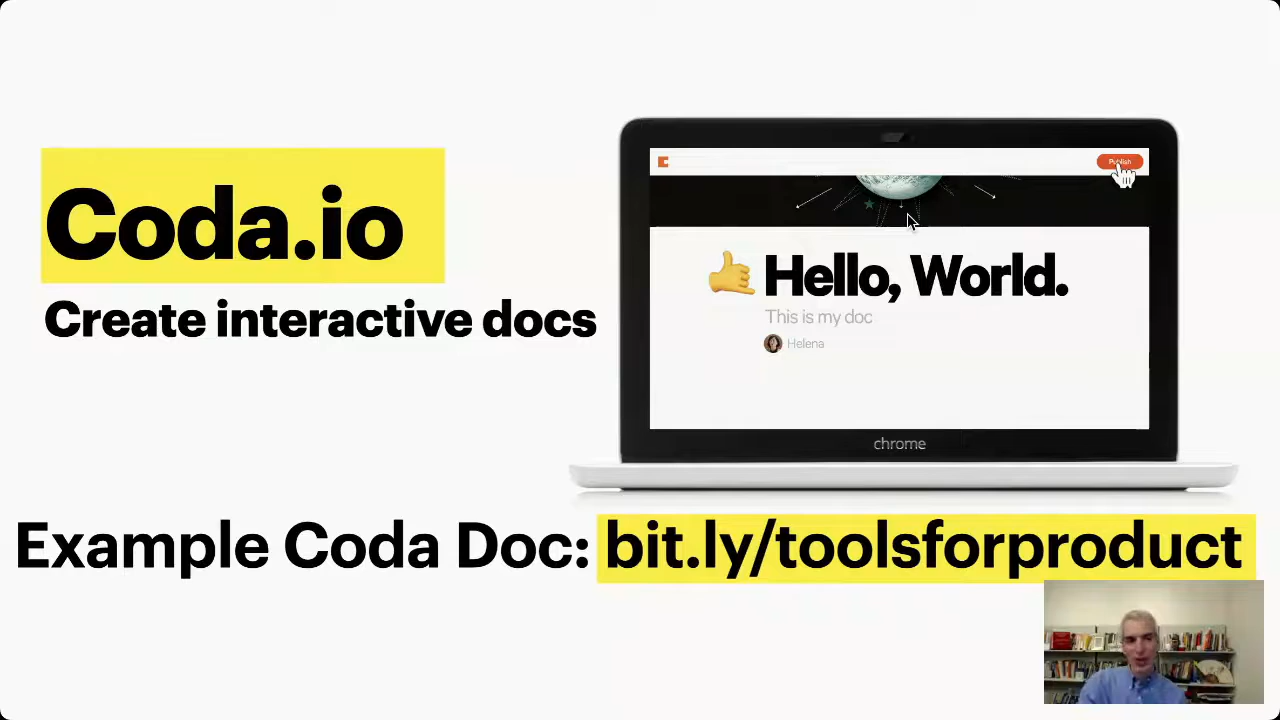 Coda.io
Create interactive docs
Publish
Hello, World.
This is my doc
Helena
chrome
Example Coda Doc: bit.ly/toolsforproduct